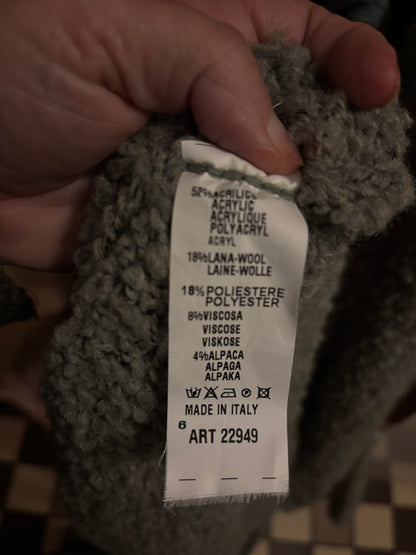 52%ACRILICO
ACRYLIC
ACRYLIQUE
POLYACRYL
ACRYL
18%LANA-WOOL
LAINE-WOLLE
18%POLIESTERE
POLYESTER
8%VISCOSA
VISCOSE
VISKOSE
4%ALPACA
ALPAGA
ALPAKA
MADE IN ITALY
6
ART 22949